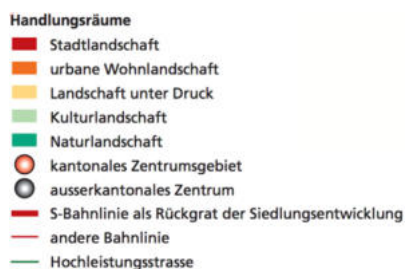 Handlungsräume
Stadtlandschaft
urbane Wohnlandschaft
Landschaft unter Druck
Kulturlandschaft
Naturlandschaft
kantonales Zentrumsgebiet
ausserkantonales Zentrum
S-Bahnlinie als Rückgrat der Siedlungsentwicklung
andere Bahnlinie
Hochleistungsstrasse